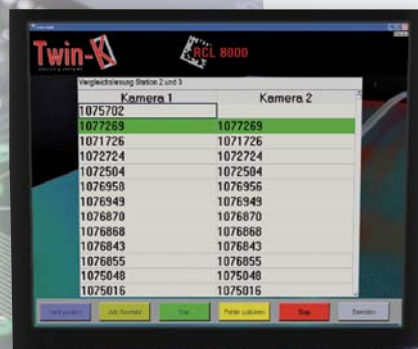 Twin-K
RCL 8000
Vergleichslesung Station 2 und 3
Kamera 1 Kamera 2
1075702
1077269 1077269
1071726 1071726
1072724 1072724
1072504 1072504
1076958 1076956
1076949 1076949
1076870 1076870
1076868 1076868
1076843 1076843
1076855 1076855
1075048 1075048
1075016 1075016
Stop Beenden